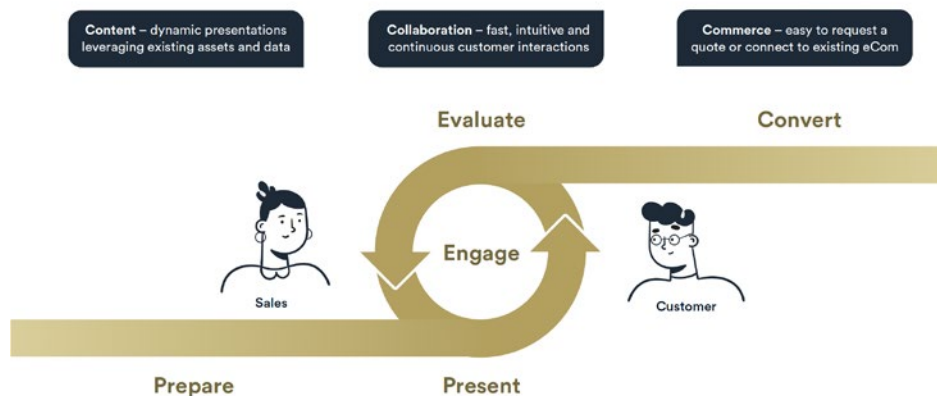 Content – dynamic presentations
leveraging existing assets and data
Collaboration – fast, intuitive and
continuous customer interactions
Commerce – easy to request a
quote or connect to existing eCom
Evaluate
Convert
Engage
Sales
Customer
Prepare
Present